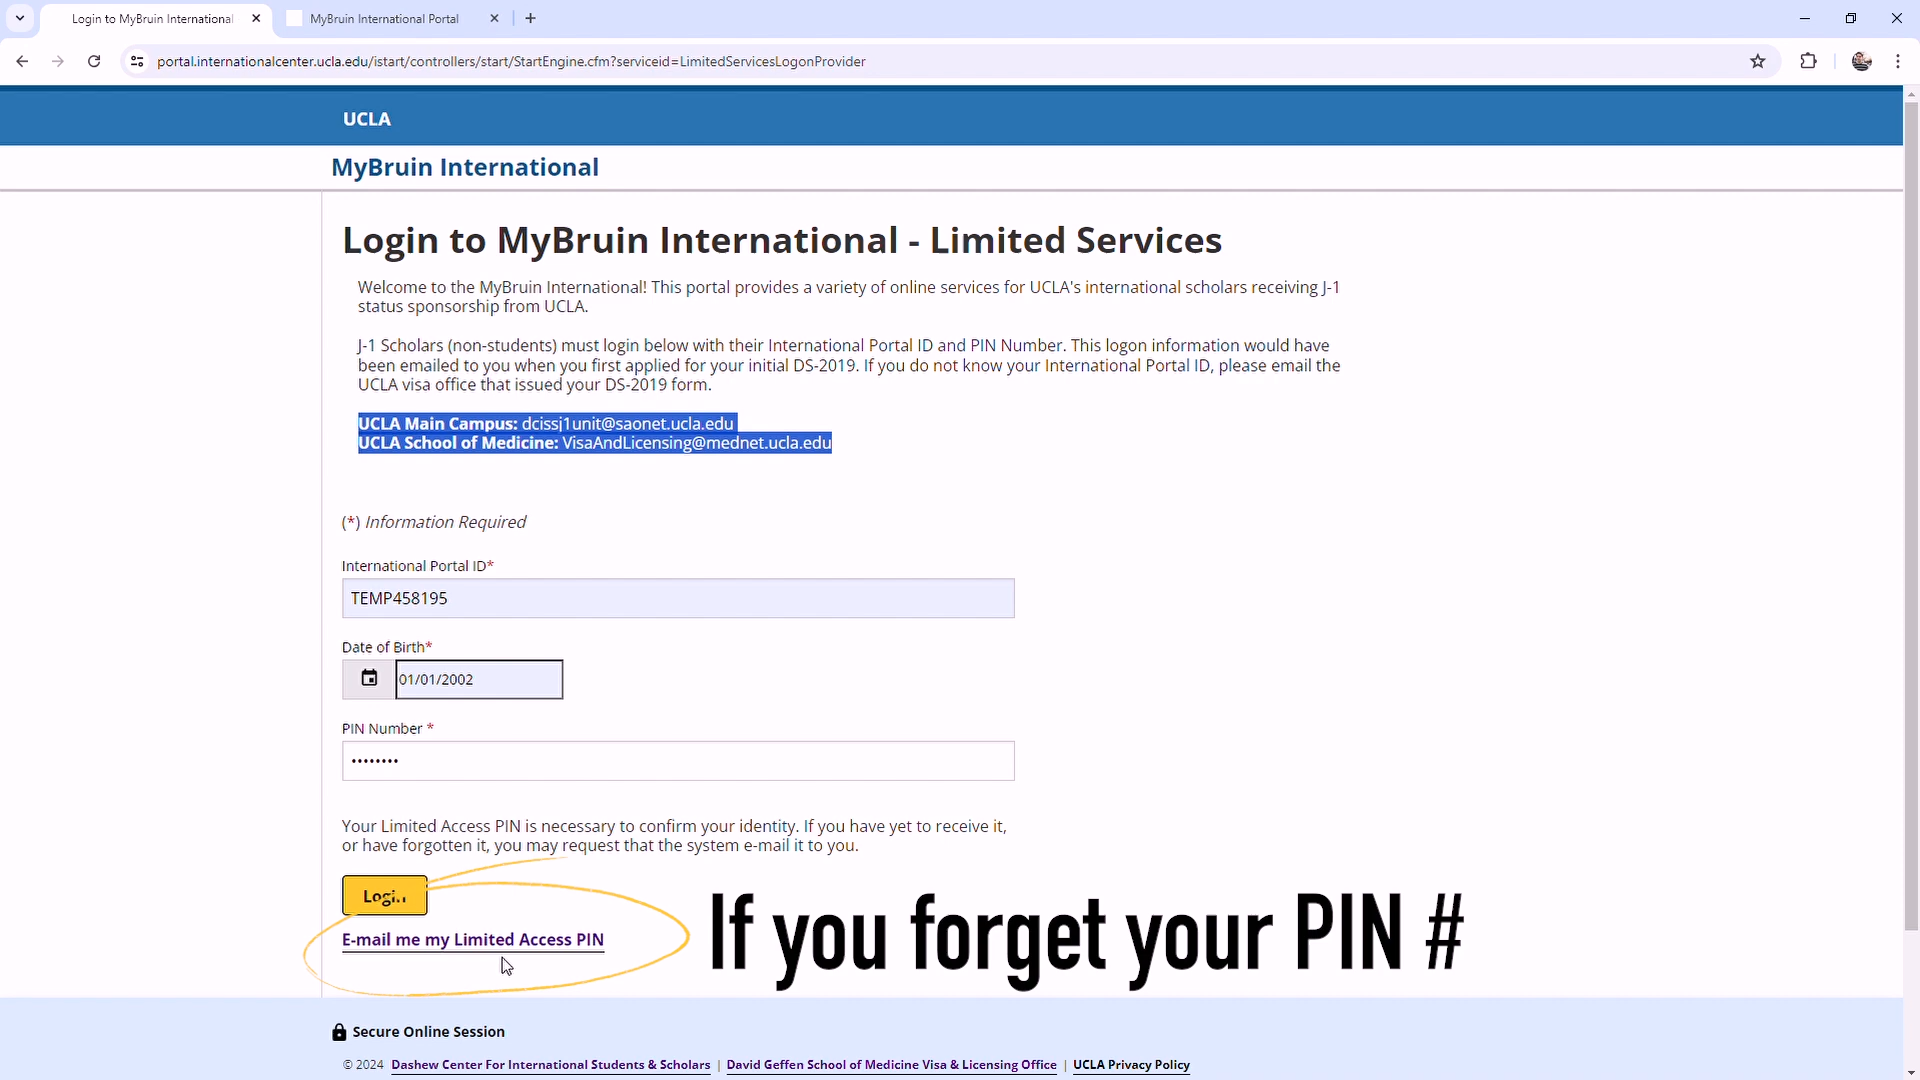 Login to MyBruin International
MyBruin International Portal
portal.internationalcenter.ucla.edu/istart/controllers/start/StartEngine.cfm?serviceid=LimitedServicesLogonProvider
UCLA
MyBruin International
Login to MyBruin International - Limited Services
Welcome to the MyBruin International! This portal provides a variety of online services for UCLA's international scholars receiving J-1
status sponsorship from UCLA.
J-1 Scholars (non-students) must login below with their International Portal ID and PIN Number. This logon information would have
been emailed to you when you first applied for your initial DS-2019. If you do not know your International Portal ID, please email the
UCLA visa office that issued your DS-2019 form.
UCLA Main Campus: dcissj1unit@saonet.ucla.edu
UCLA School of Medicine: VisaAndLicensing@mednet.ucla.edu
(*) Information Required
International Portal ID*
TEMP458195
Date of Birth*
01/01/2002
PIN Number *
••••••••
Your Limited Access PIN is necessary to confirm your identity. If you have yet to receive it,
or have forgotten it, you may request that the system e-mail it to you.
Login
E-mail me my Limited Access PIN
If you forget your PIN #
Secure Online Session
© 2024 Dashew Center For International Students & Scholars | David Geffen School of Medicine Visa & Licensing Office | UCLA Privacy Policy